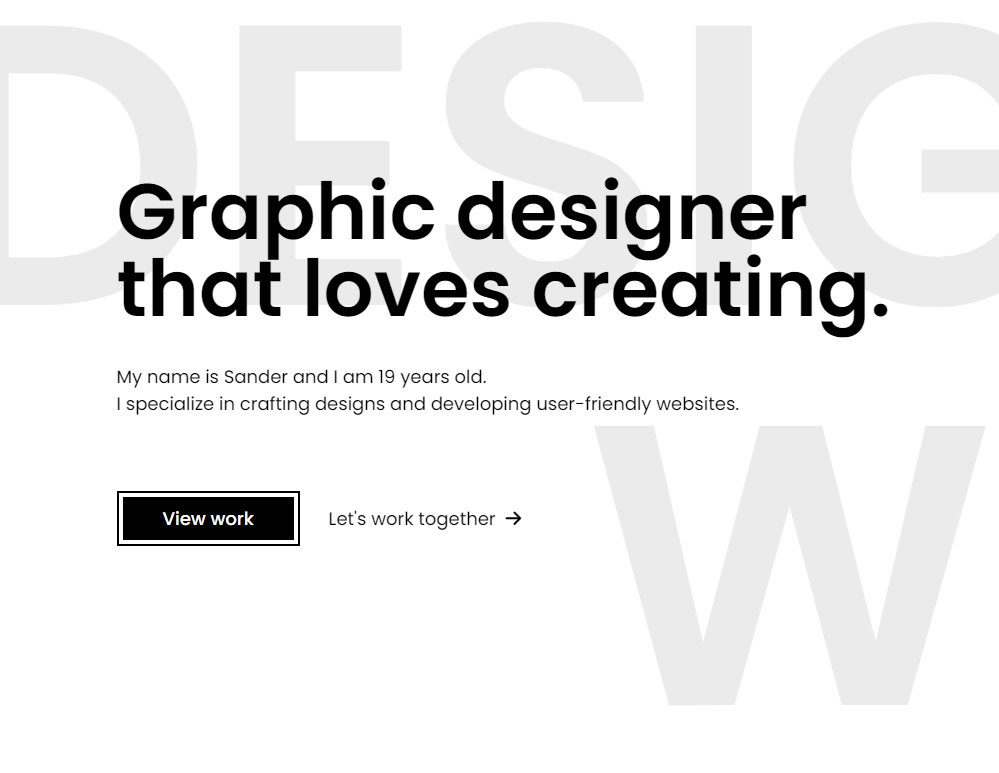 DESIG
Graphic designer
that loves creating.
My name is Sander and I am 19 years old.
I specialize in crafting designs and developing user-friendly websites.
W
View work
Let's work together →